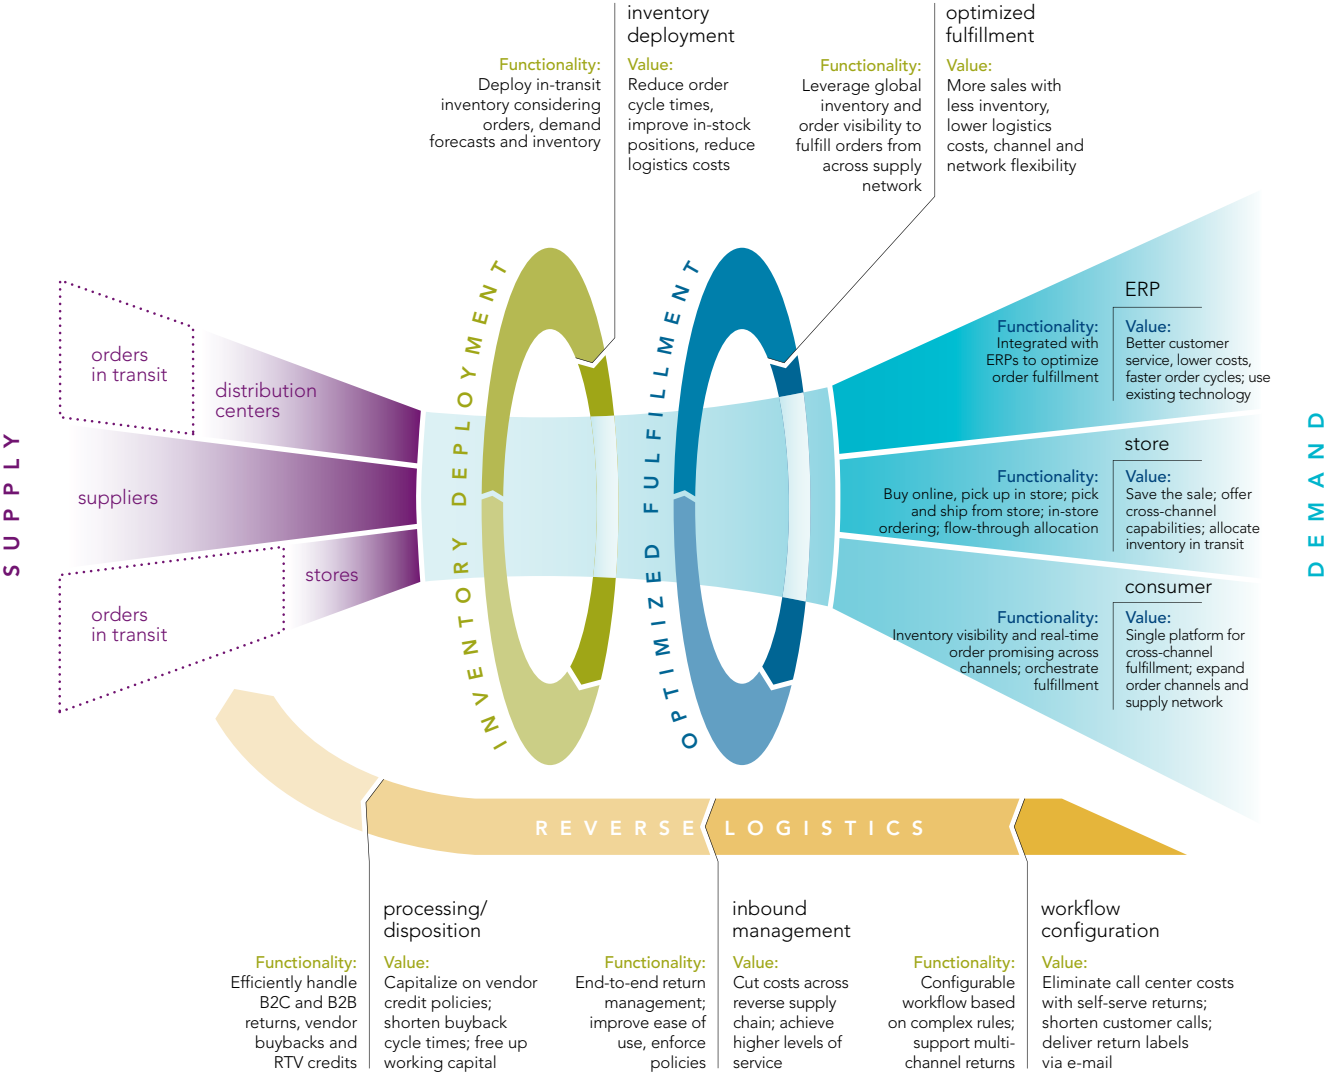 inventory
deployment
Functionality:
Deploy in-transit
inventory considering
orders, demand
forecasts and inventory
Value:
Reduce order
cycle times,
improve in-stock
positions, reduce
logistics costs
optimized
fulfillment
Functionality:
Leverage global
inventory and
order visibility to
fulfill orders from
across supply
network
Value:
More sales with
less inventory,
lower logistics
costs, channel and
network flexibility
SUPPLY
orders
in transit
distribution
centers
suppliers
stores
orders
in transit
INVENTORY DEPLOYMENT
OPTIMIZED FULFILLMENT
ERP
Functionality:
Integrated with
ERPs to optimize
order fulfillment
Value:
Better customer
service, lower costs,
faster order cycles; use
existing technology
store
Functionality:
Buy online, pick up in store; pick
and ship from store; in-store
ordering; flow-through allocation
Value:
Save the sale; offer
cross-channel
capabilities; allocate
inventory in transit
consumer
Functionality:
Inventory visibility and real-time
order promising across
channels; orchestrate
fulfillment
Value:
Single platform for
cross-channel
fulfillment; expand
order channels and
supply network
DEMAND
REVERSE LOGISTICS
processing/
disposition
Functionality:
Efficiently handle
B2C and B2B
returns, vendor
buybacks and
RTV credits
Value:
Capitalize on vendor
credit policies;
shorten buyback
cycle times; free up
working capital
inbound
management
Functionality:
End-to-end return
management;
improve ease of
use, enforce
policies
Value:
Cut costs across
reverse supply
chain; achieve
higher levels of
service
workflow
configuration
Functionality:
Configurable
workflow based
on complex rules;
support multi-
channel returns
Value:
Eliminate call center costs
with self-serve returns;
shorten customer calls;
deliver return labels
via e-mail